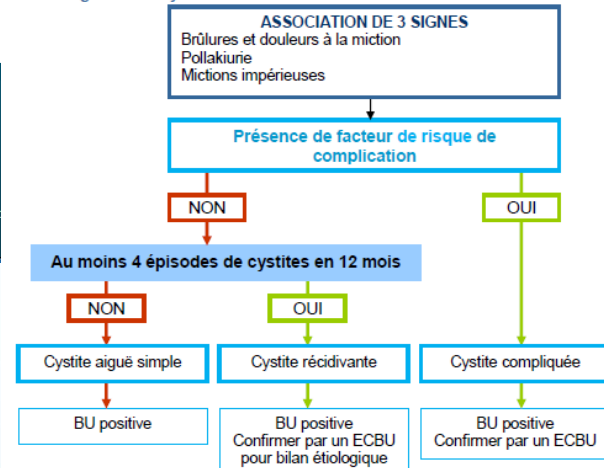 ASSOCIATION DE 3 SIGNES
Brûlures et douleurs à la miction
Pollakiurie
Mictions impérieuses
Présence de facteur de risque de
complication
NON
OUI
Au moins 4 épisodes de cystites en 12 mois
NON
OUI
Cystite aiguë simple
Cystite récidivante
Cystite compliquée
BU positive
BU positive
Confirmer par un ECBU
pour bilan étiologique
BU positive
Confirmer par un ECBU